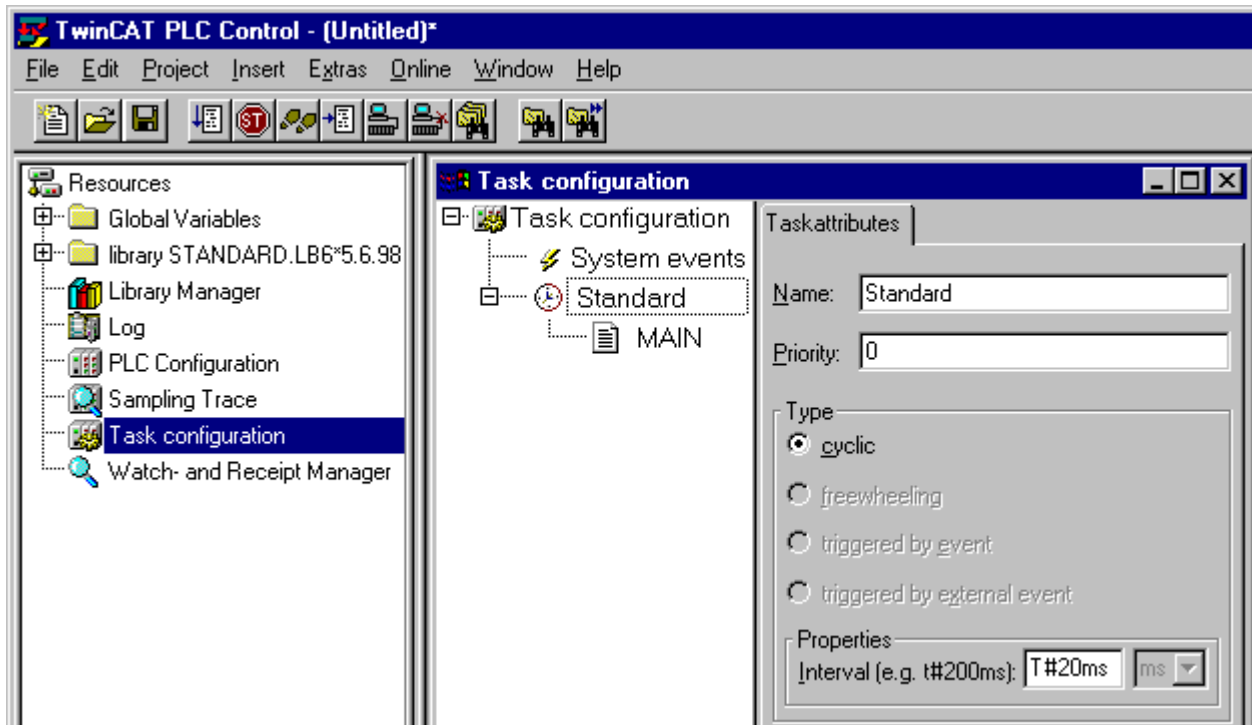 TwinCAT PLC Control - (Untitled)*
File Edit Project Insert Extras Online Window Help
ST
Resources
Global Variables
library STANDARD.LB6*5.6.98
Library Manager
Log
PLC Configuration
Sampling Trace
Task configuration
Watch- and Receipt Manager
Task configuration
Task configuration
System events
Standard
MAIN
Taskattributes
Name: Standard
Priority: 0
Type
cyclic
freewheeling
triggered by event
triggered by external event
Properties
Interval (e.g. t#200ms): T#20ms ms